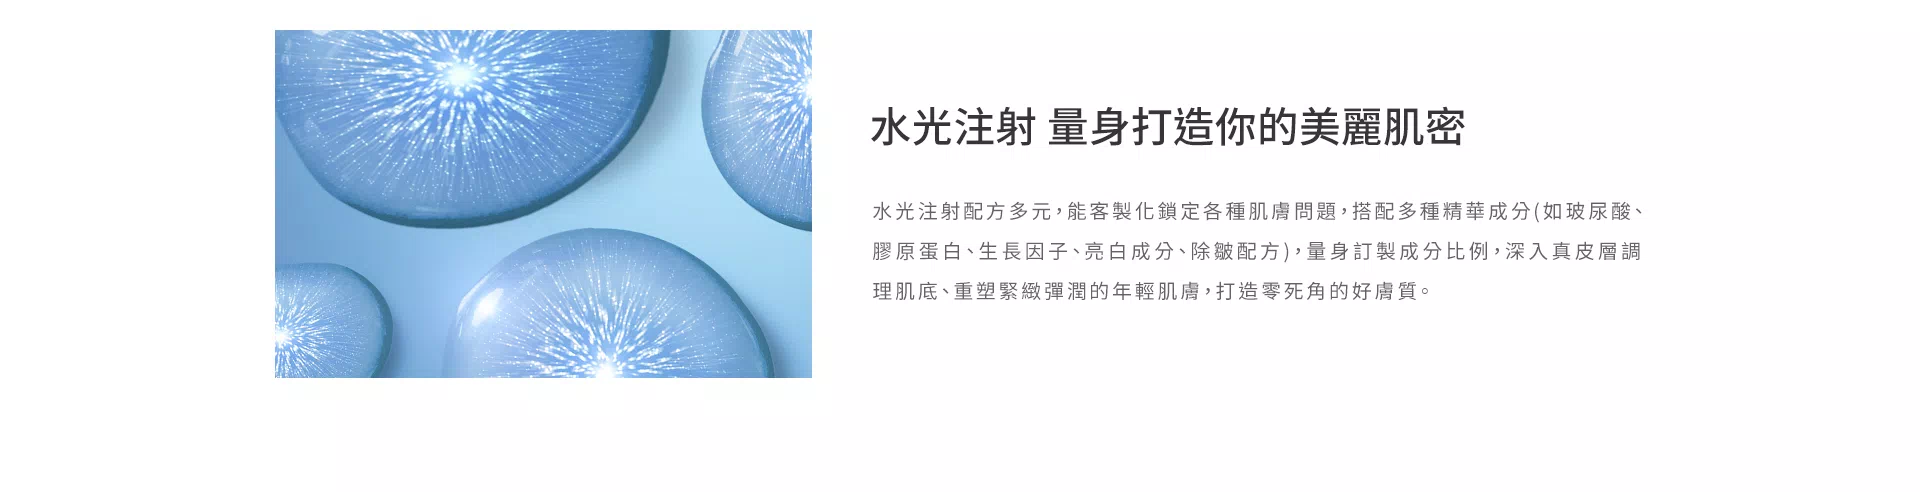 水光注射 量身打造你的美麗肌密
水光注射配方多元,能客製化鎖定各種肌膚問題,搭配多種精華成分(如玻尿酸、
膠原蛋白、生長因子、亮白成分、除皺配方),量身訂製成分比例,深入真皮層調
理肌底、重塑緊緻彈潤的年輕肌膚,打造零死角的好膚質。